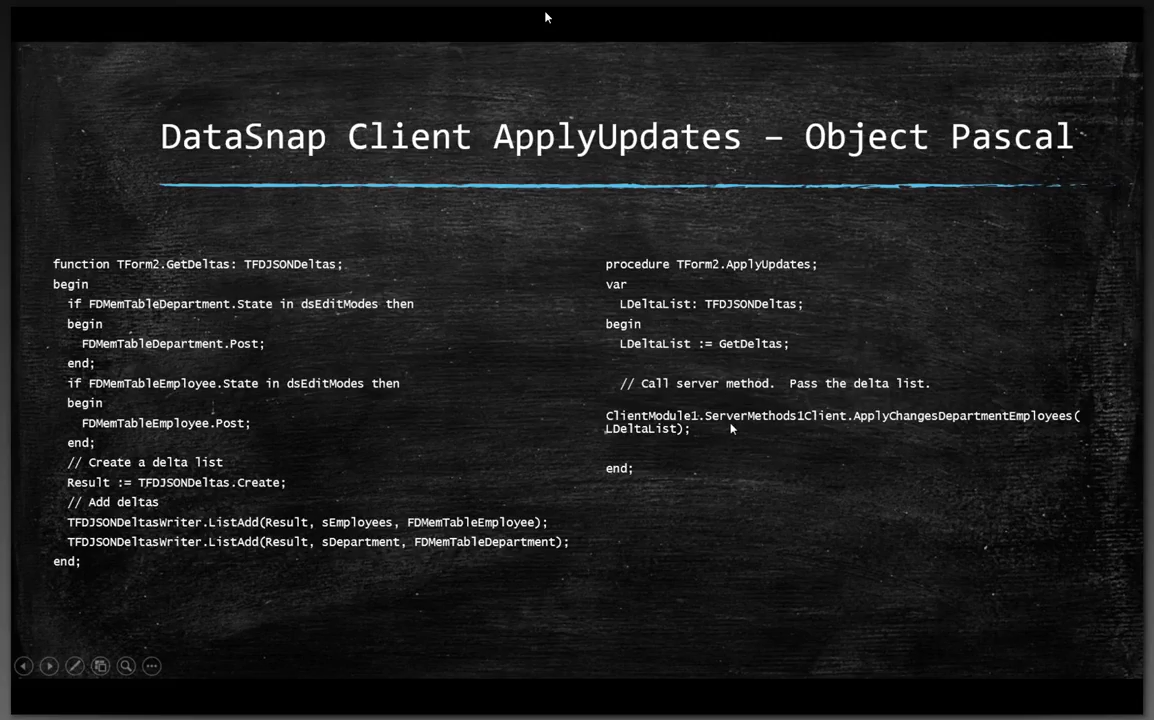 DataSnap Client ApplyUpdates – Object Pascal
function TForm2.GetDeltas: TFDJSONDeltas;
begin
  if FDMemTableDepartment.State in dsEditModes then
  begin
    FDMemTableDepartment.Post;
  end;
  if FDMemTableEmployee.State in dsEditModes then
  begin
    FDMemTableEmployee.Post;
  end;
  // Create a delta list
  Result := TFDJSONDeltas.Create;
  // Add deltas
  TFDJSONDeltasWriter.ListAdd(Result, sEmployees, FDMemTableEmployee);
  TFDJSONDeltasWriter.ListAdd(Result, sDepartment, FDMemTableDepartment);
end;
procedure TForm2.ApplyUpdates;
var
  LDeltaList: TFDJSONDeltas;
begin
  LDeltaList := GetDeltas;
  // Call server method.  Pass the delta list.
ClientModule1.ServerMethods1Client.ApplyChangesDepartmentEmployees(
LDeltaList);
end;